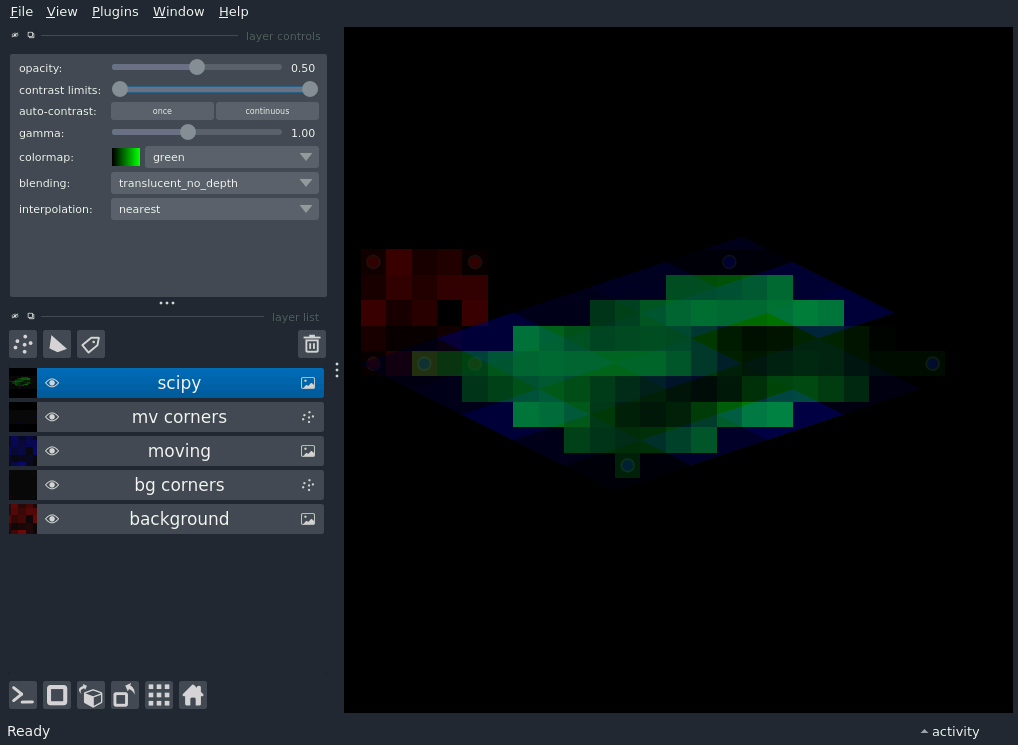 File View Plugins Window Help
layer controls
opacity: 0.50
contrast limits:
auto-contrast: once continuous
gamma: 1.00
colormap: green
blending: translucent_no_depth
interpolation: nearest
layer list
scipy
mv corners
moving
bg corners
background
Ready activity